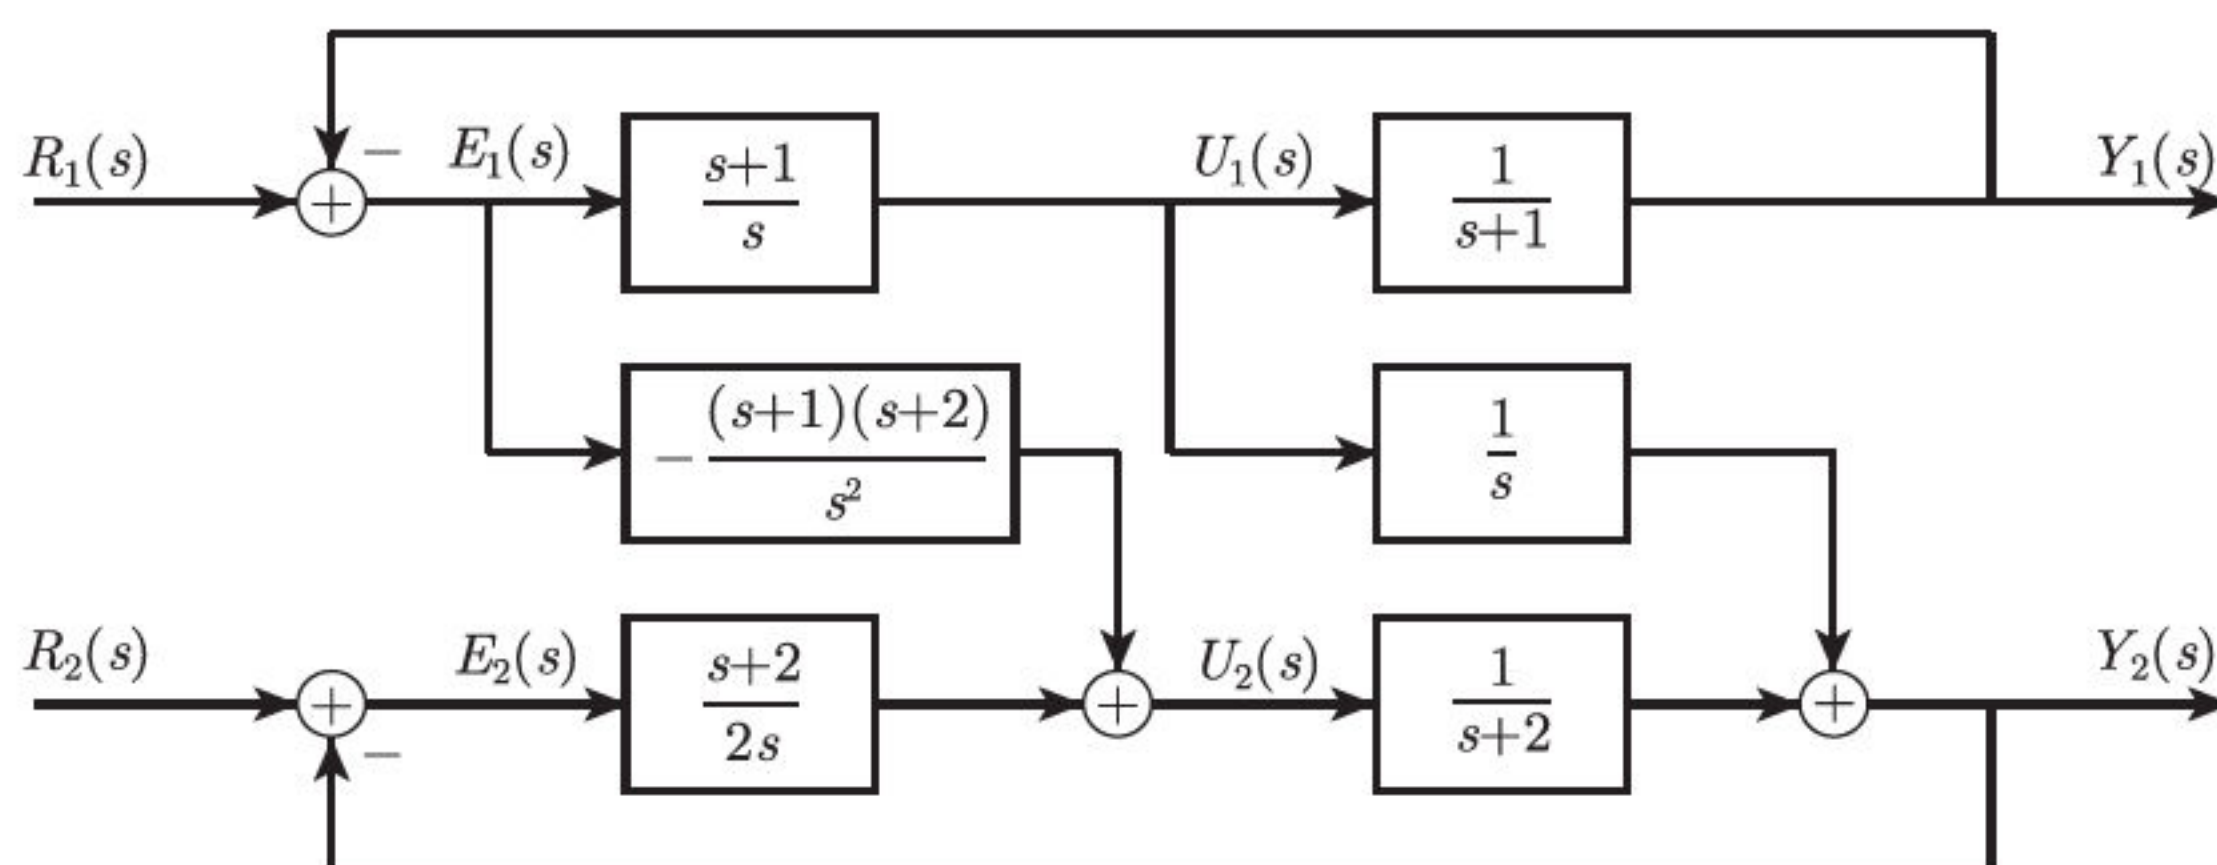 R₁(s)
−
E₁(s)
s+1
s
U₁(s)
1
s+1
Y₁(s)
+
− (s+1)(s+2)
s²
1
s
R₂(s)
+
−
E₂(s)
s+2
2s
+
U₂(s)
1
s+2
+
Y₂(s)